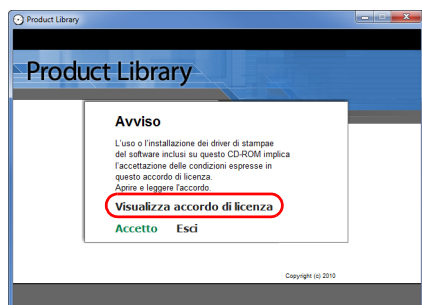 Product Library
Product Library
Avviso
L'uso o l'installazione dei driver di stampae
del software inclusi su questo CD-ROM implica
l'accettazione delle condizioni espresse in
questo accordo di licenza.
Aprire e leggere l'accordo.
Visualizza accordo di licenza
Accetto Esci
Copyright (c) 2010